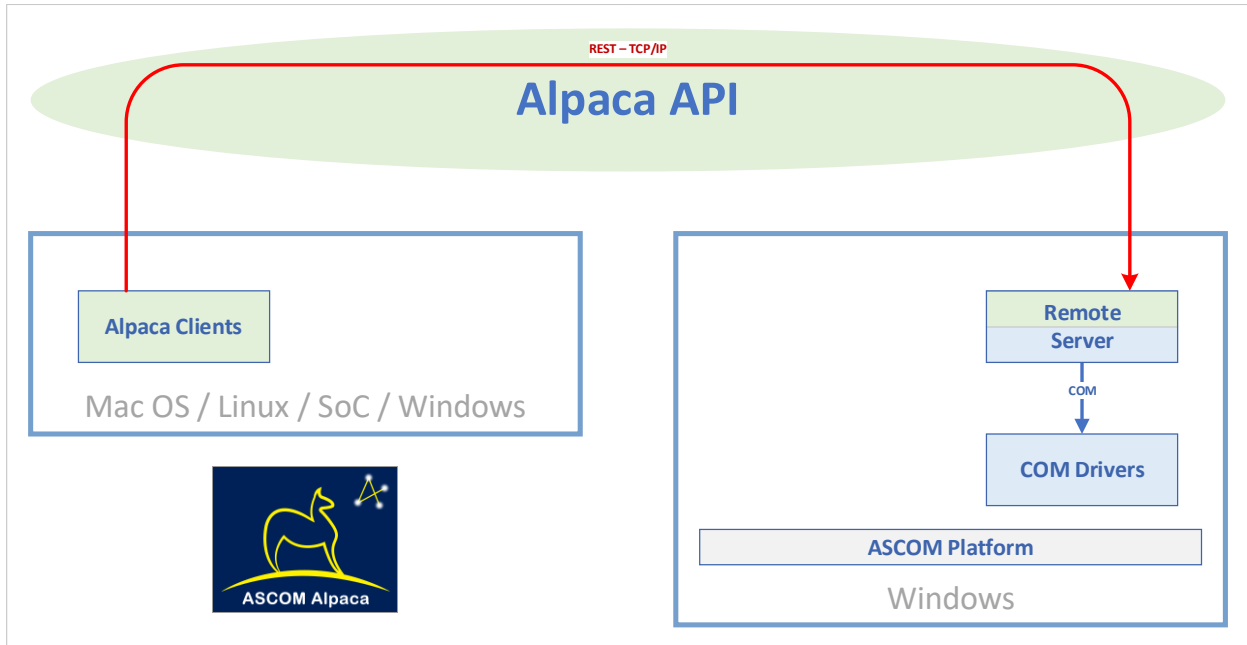 REST – TCP/IP
Alpaca API
Alpaca Clients
Mac OS / Linux / SoC / Windows
ASCOM Alpaca
Remote
Server
COM
COM Drivers
ASCOM Platform
Windows